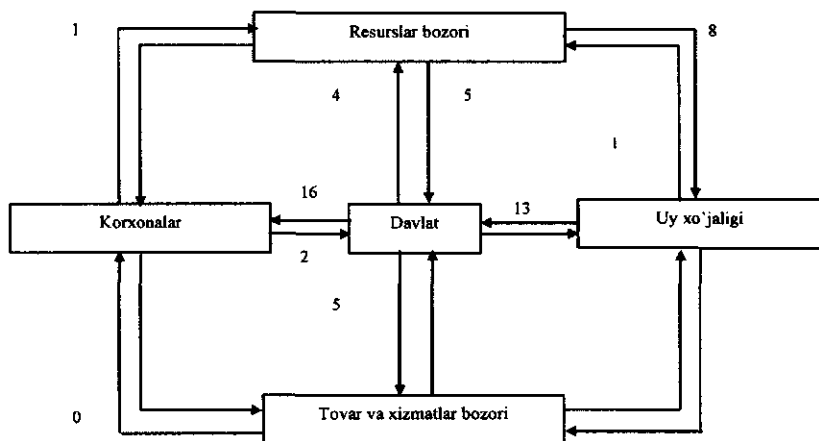 1
Resurslar bozori
8
4
5
1
16
13
Korxonalar
Davlat
Uy xo`jaligi
2
5
0
Tovar va xizmatlar bozori